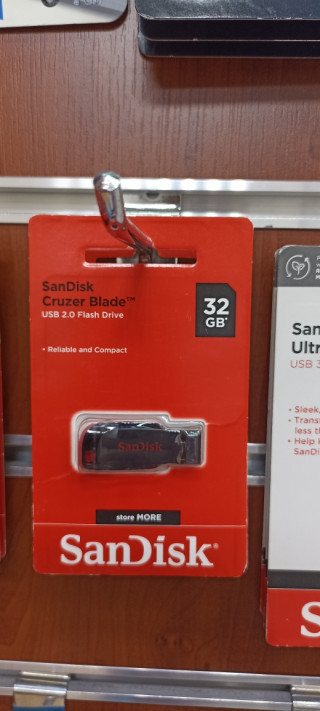 SanDisk
Cruzer Blade™
USB 2.0 Flash Drive
32
GB*
• Reliable and Compact
SanDisk
store MORE
SanDisk®
San
Ultr
USB 3
• Sleek,
• Trans
less th
• Help k
SanDi
S